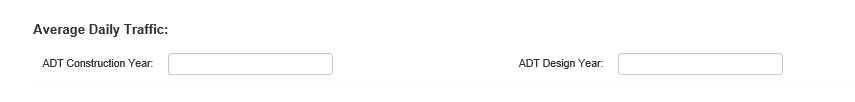 Average Daily Traffic:
ADT Construction Year: ADT Design Year: